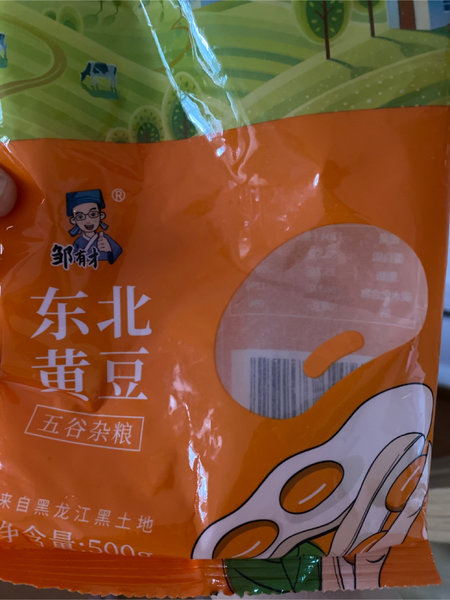 ®
邹有才
东北
黄豆
五谷杂粮
来自黑龙江黑土地
净含量:500g